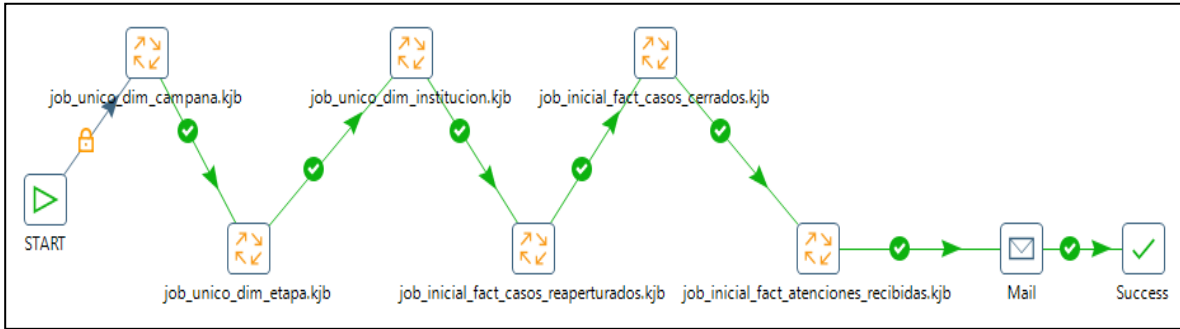 job_unico_dim_campana.kjb
job_unico_dim_institucion.kjb
job_inicial_fact_casos_cerrados.kjb
START
job_unico_dim_etapa.kjb
job_inicial_fact_casos_reaperturados.kjb
job_inicial_fact_atenciones_recibidas.kjb
Mail
Success